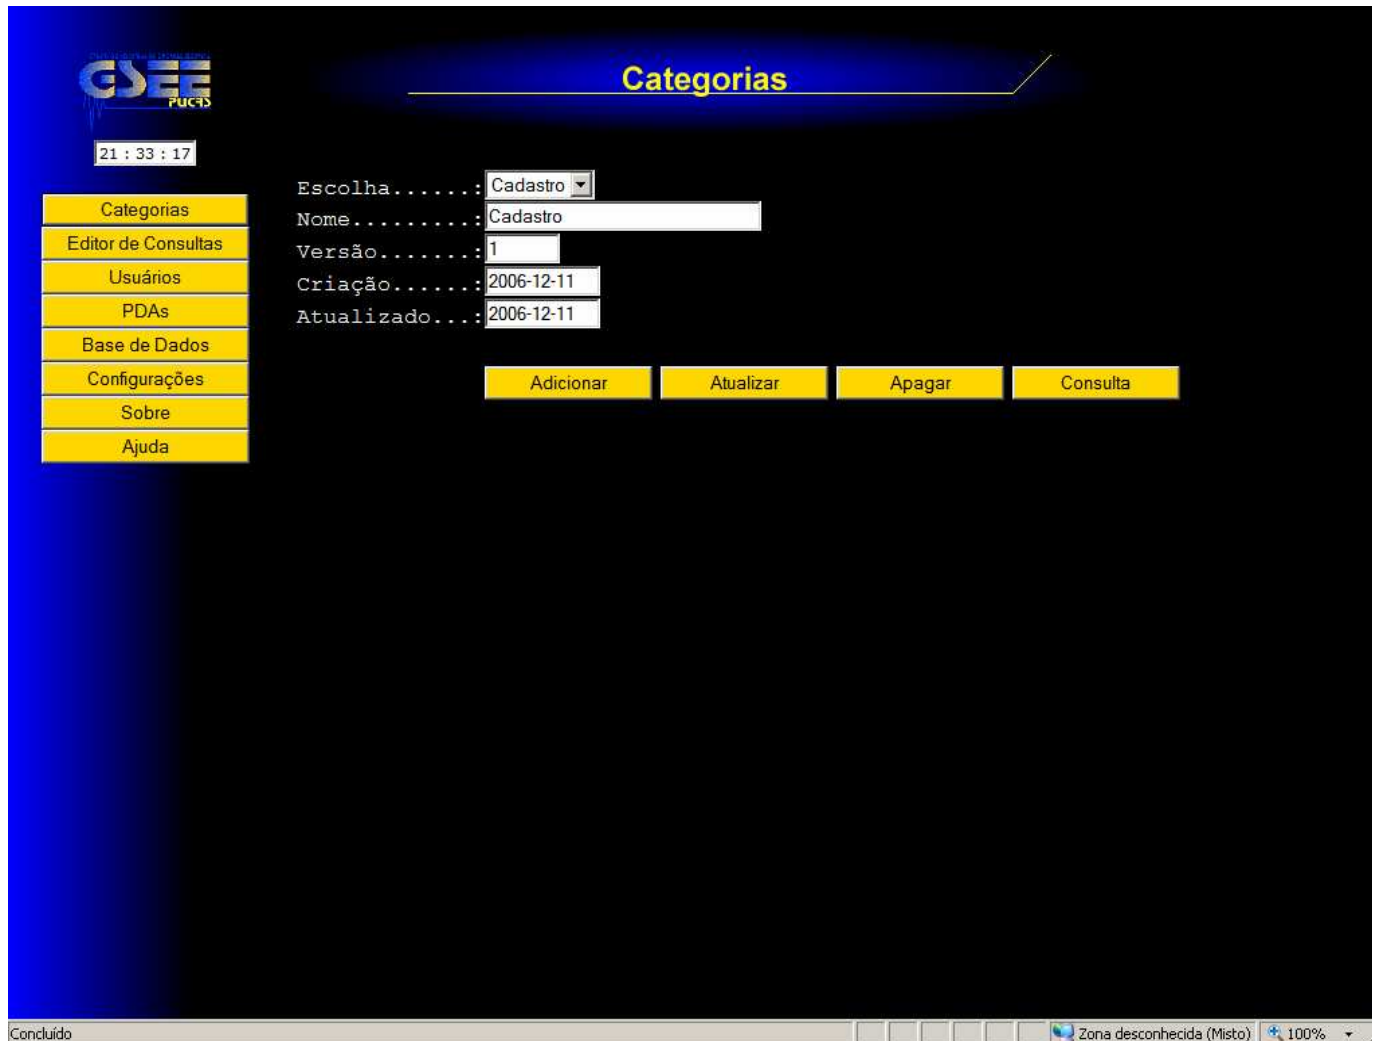 GSEE
PUCRS
Categorias
21 : 33 : 17
Categorias
Editor de Consultas
Usuários
PDAs
Base de Dados
Configurações
Sobre
Ajuda
Escolha......: Cadastro
Nome.........: Cadastro
Versão.......: 1
Criação......: 2006-12-11
Atualizado...: 2006-12-11
Adicionar Atualizar Apagar Consulta
Concluído Zona desconhecida (Misto) 100%